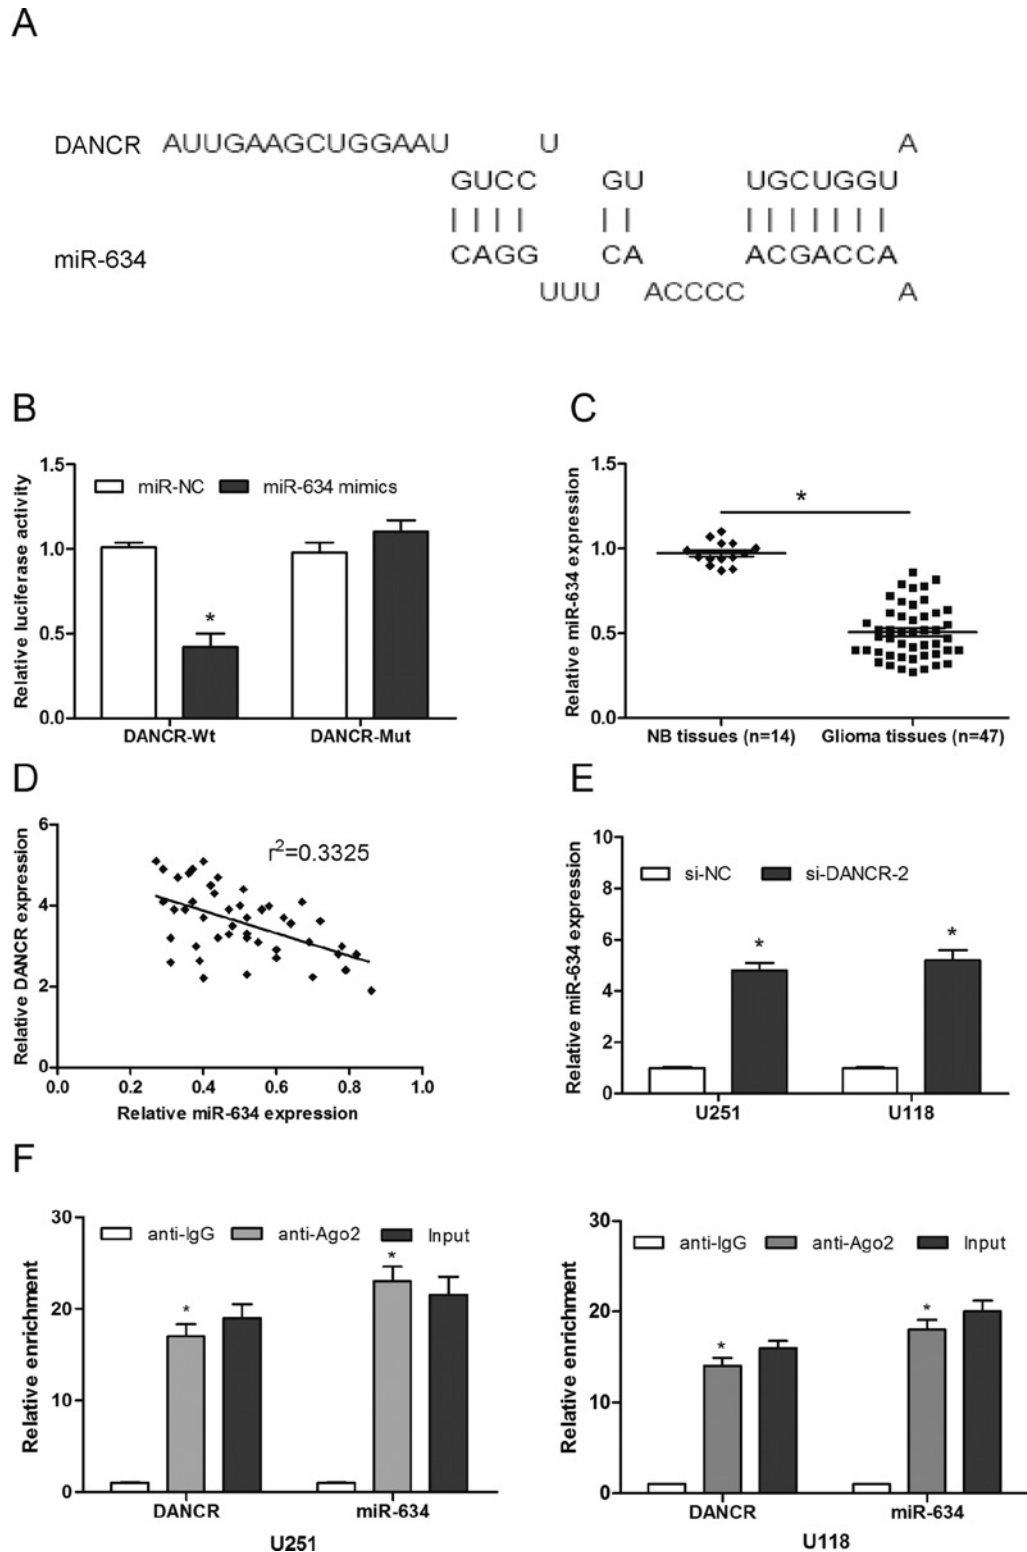 A
DANCR AUUGAAGCUGGAAU U A
GUCC GU UGCUGGU
miR-634 CAGG CA ACGACCA
UUU ACCCC A
B
Relative luciferase activity
1.5
1.0
0.5
0.0
miR-NC miR-634 mimics
*
DANCR-Wt DANCR-Mut
C
Relative miR-634 expression
1.5
1.0
0.5
0.0
*
NB tissues (n=14) Glioma tissues (n=47)
D
Relative DANCR expression
6
4
2
0
r²=0.3325
0.0 0.2 0.4 0.6 0.8 1.0
Relative miR-634 expression
E
Relative miR-634 expression
10
8
6
4
2
0
si-NC si-DANCR-2
* *
U251 U118
F
Relative enrichment
30
20
10
0
anti-IgG anti-Ago2 Input
* *
DANCR miR-634
U251
Relative enrichment
30
20
10
0
anti-IgG anti-Ago2 Input
* *
DANCR miR-634
U118